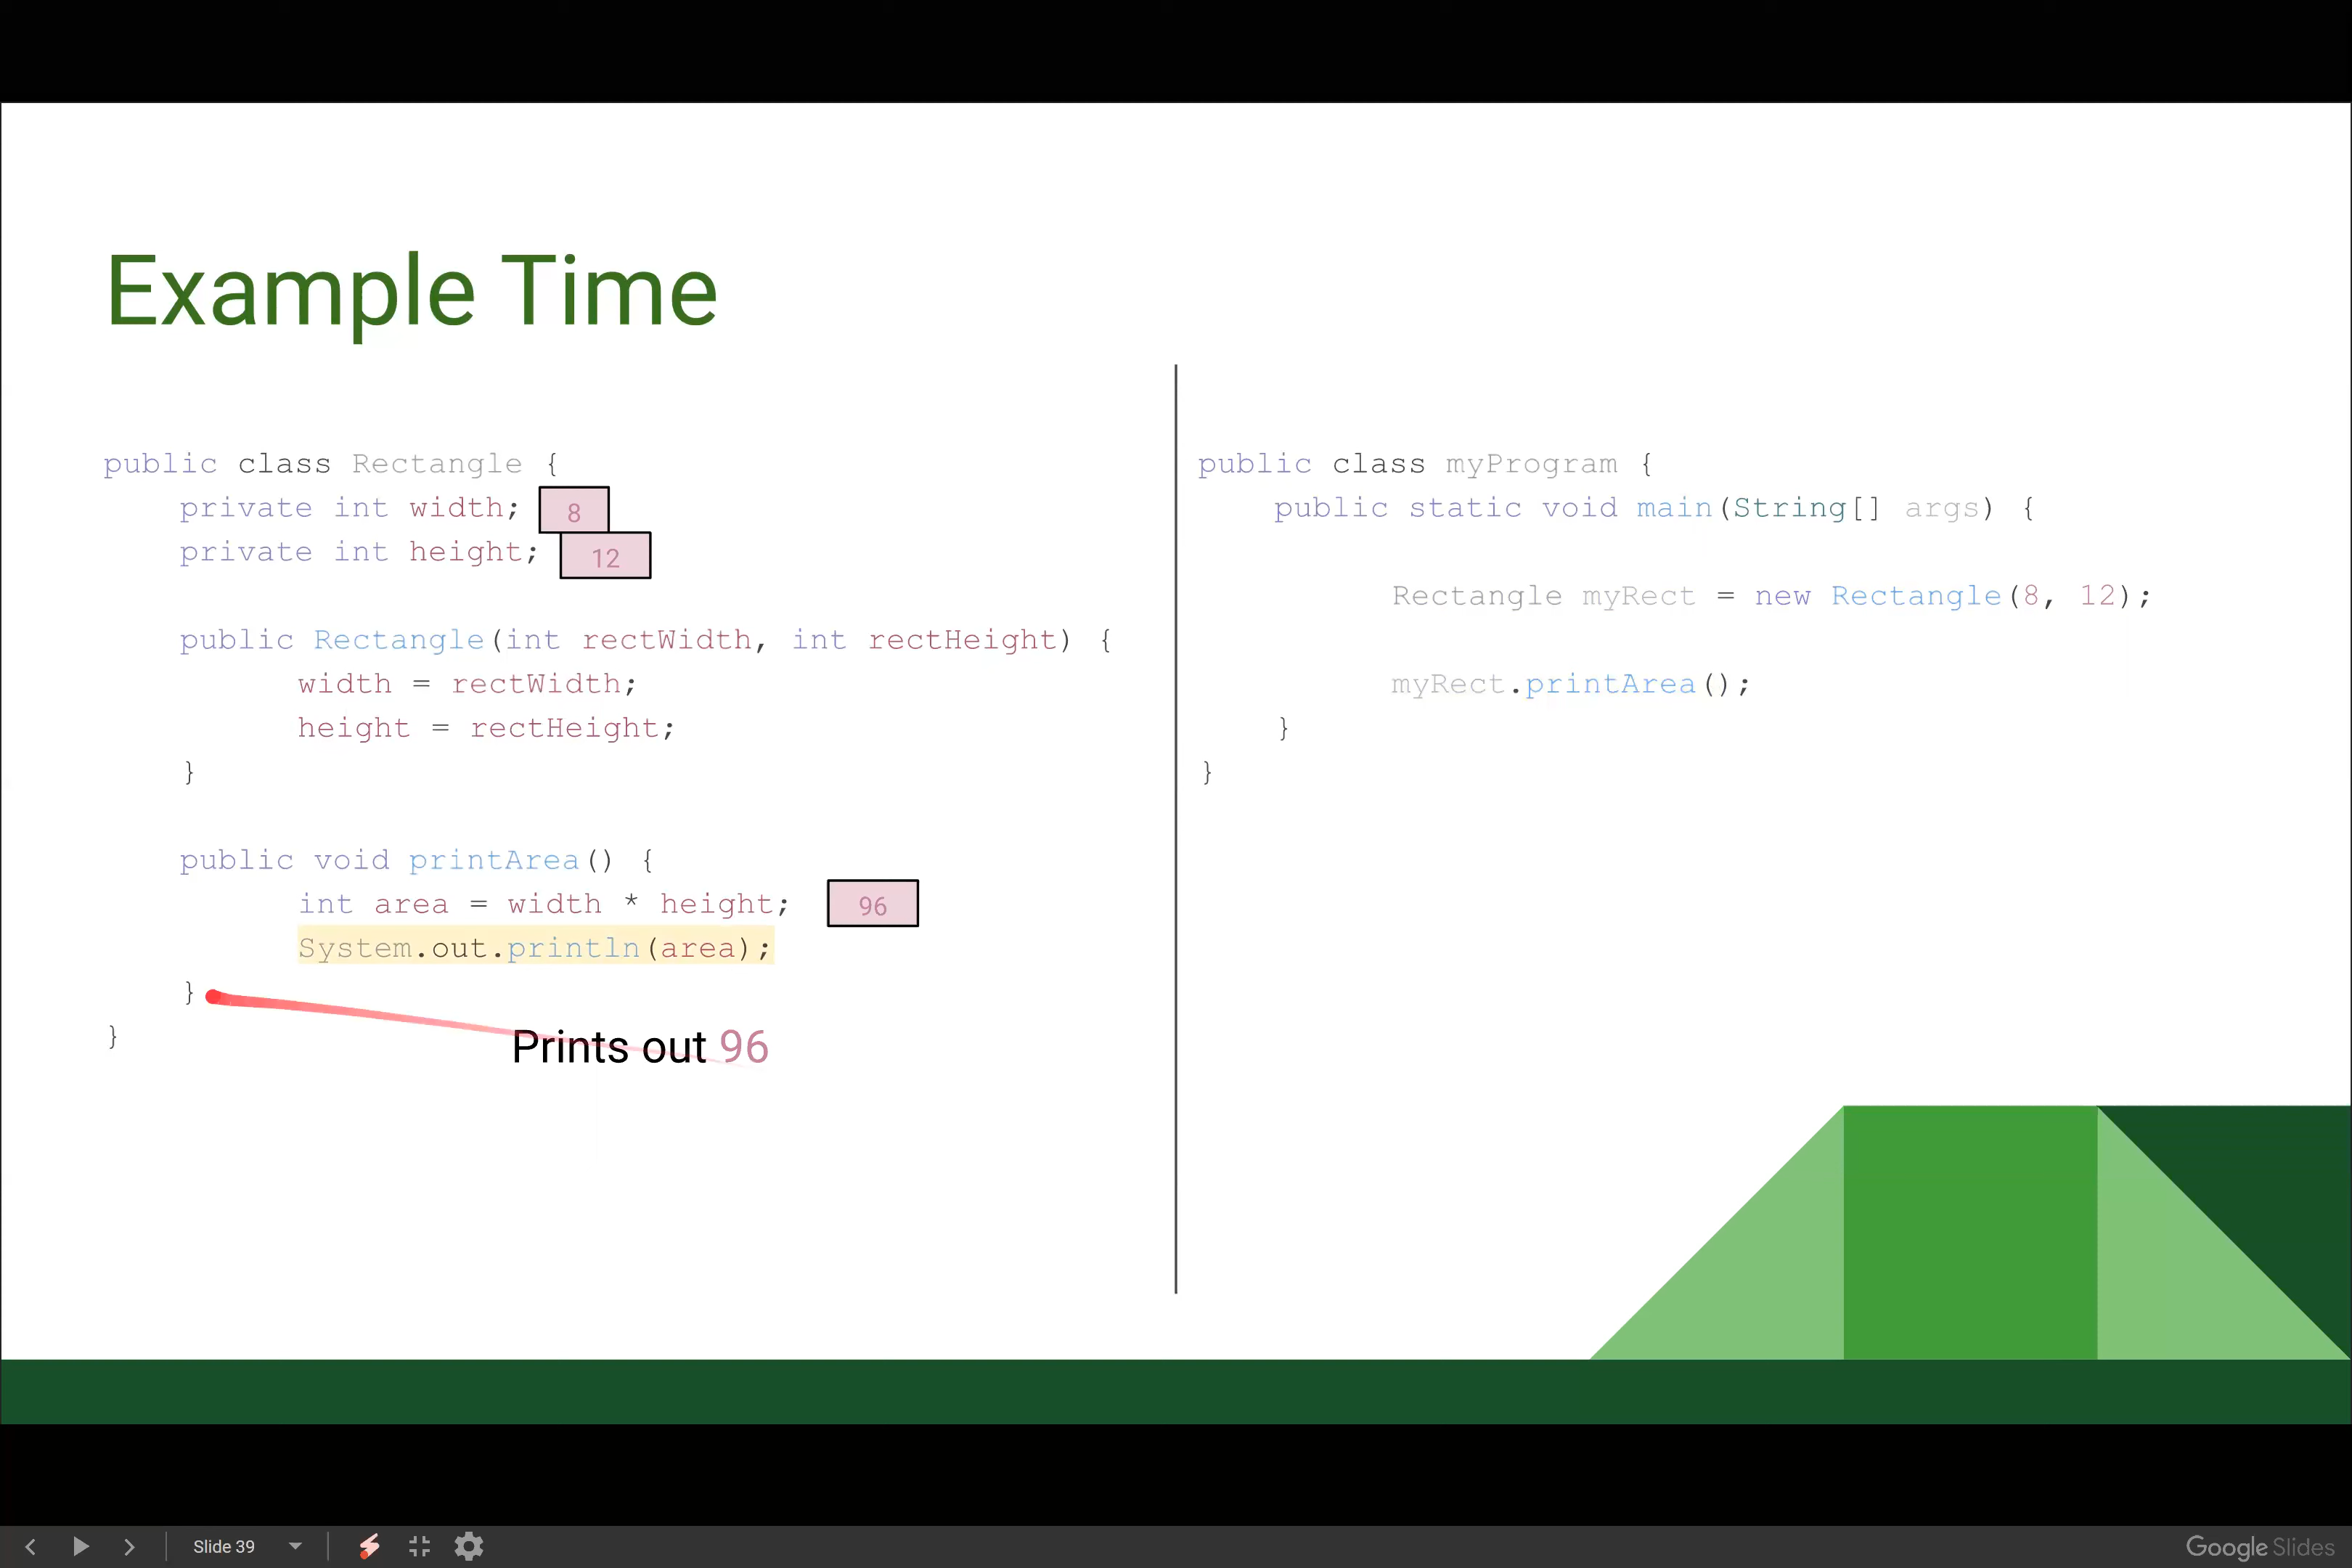 Example Time
public class Rectangle {
private int width; 8
private int height; 12
public Rectangle(int rectWidth, int rectHeight) {
width = rectWidth;
height = rectHeight;
}
public void printArea() {
int area = width * height; 96
System.out.println(area);
}
}
Prints out 96
public class myProgram {
public static void main(String[] args) {
Rectangle myRect = new Rectangle(8, 12);
myRect.printArea();
}
}
Slide 39
Google Slides